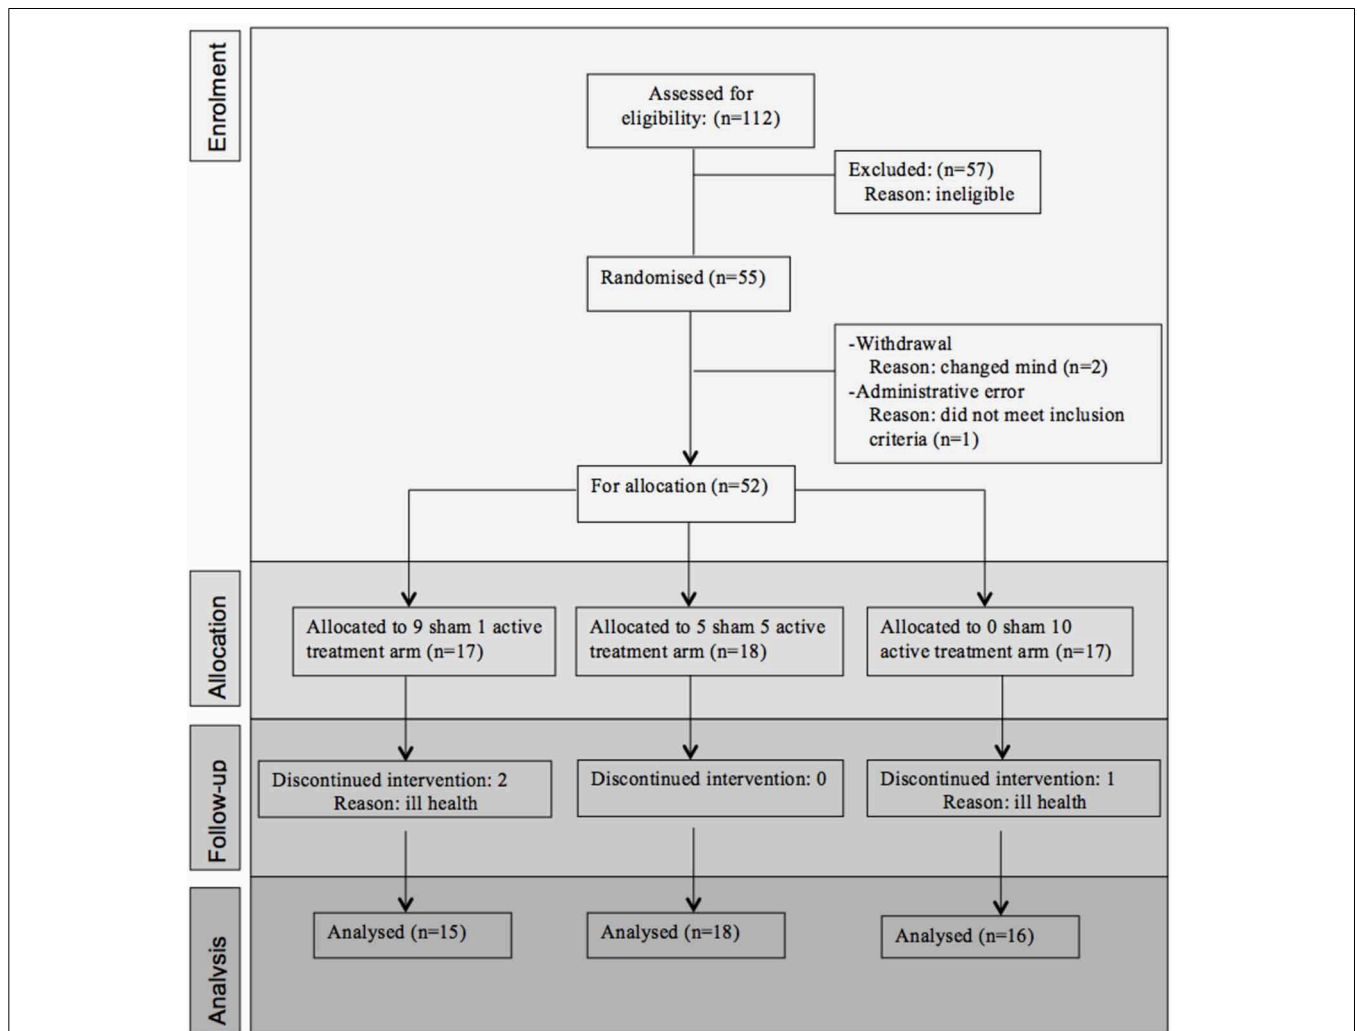 Enrolment
Assessed for
eligibility: (n=112)
Excluded: (n=57)
Reason: ineligible
Randomised (n=55)
-Withdrawal
Reason: changed mind (n=2)
-Administrative error
Reason: did not meet inclusion
criteria (n=1)
For allocation (n=52)
Allocation
Allocated to 9 sham 1 active
treatment arm (n=17)
Allocated to 5 sham 5 active
treatment arm (n=18)
Allocated to 0 sham 10
active treatment arm (n=17)
Follow-up
Discontinued intervention: 2
Reason: ill health
Discontinued intervention: 0
Discontinued intervention: 1
Reason: ill health
Analysis
Analysed (n=15)
Analysed (n=18)
Analysed (n=16)